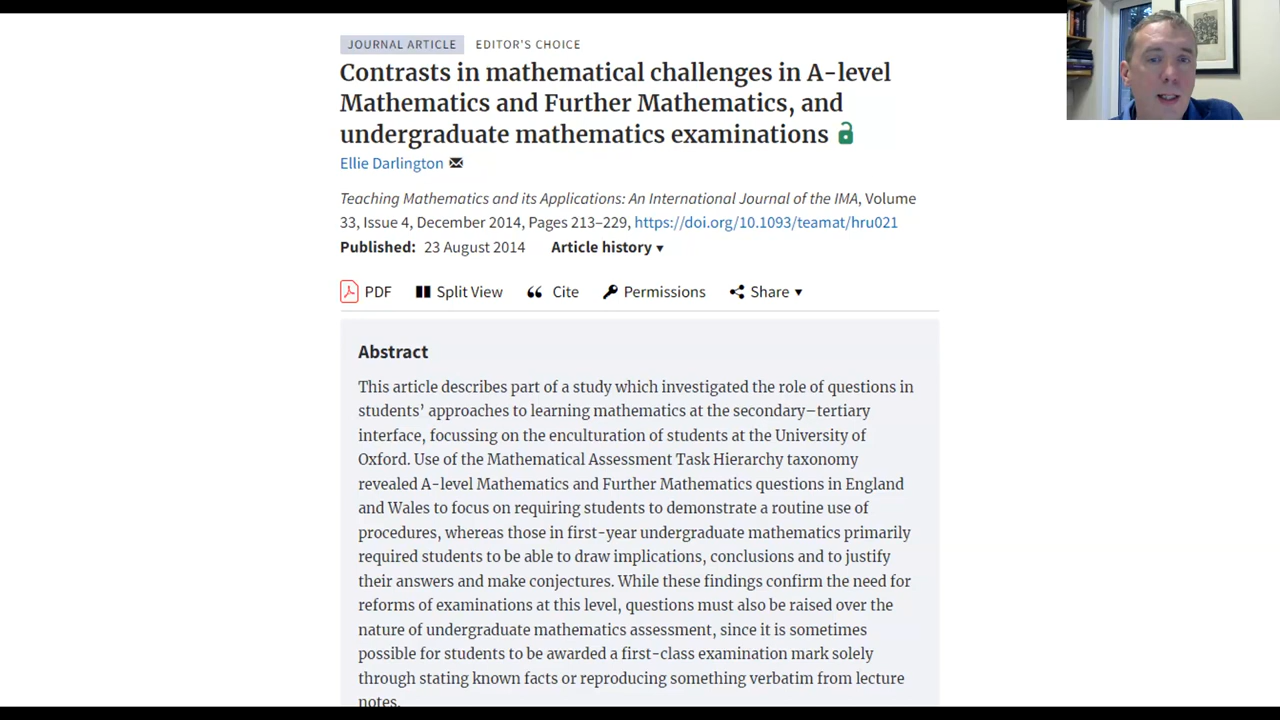 JOURNAL ARTICLE EDITOR'S CHOICE
Contrasts in mathematical challenges in A-level
Mathematics and Further Mathematics, and
undergraduate mathematics examinations
Ellie Darlington
Teaching Mathematics and its Applications: An International Journal of the IMA, Volume
33, Issue 4, December 2014, Pages 213–229, https://doi.org/10.1093/teamat/hru021
Published: 23 August 2014 Article history ▾
PDF Split View Cite Permissions Share ▾
Abstract
This article describes part of a study which investigated the role of questions in
students’ approaches to learning mathematics at the secondary–tertiary
interface, focussing on the enculturation of students at the University of
Oxford. Use of the Mathematical Assessment Task Hierarchy taxonomy
revealed A-level Mathematics and Further Mathematics questions in England
and Wales to focus on requiring students to demonstrate a routine use of
procedures, whereas those in first-year undergraduate mathematics primarily
required students to be able to draw implications, conclusions and to justify
their answers and make conjectures. While these findings confirm the need for
reforms of examinations at this level, questions must also be raised over the
nature of undergraduate mathematics assessment, since it is sometimes
possible for students to be awarded a first-class examination mark solely
through stating known facts or reproducing something verbatim from lecture
notes.